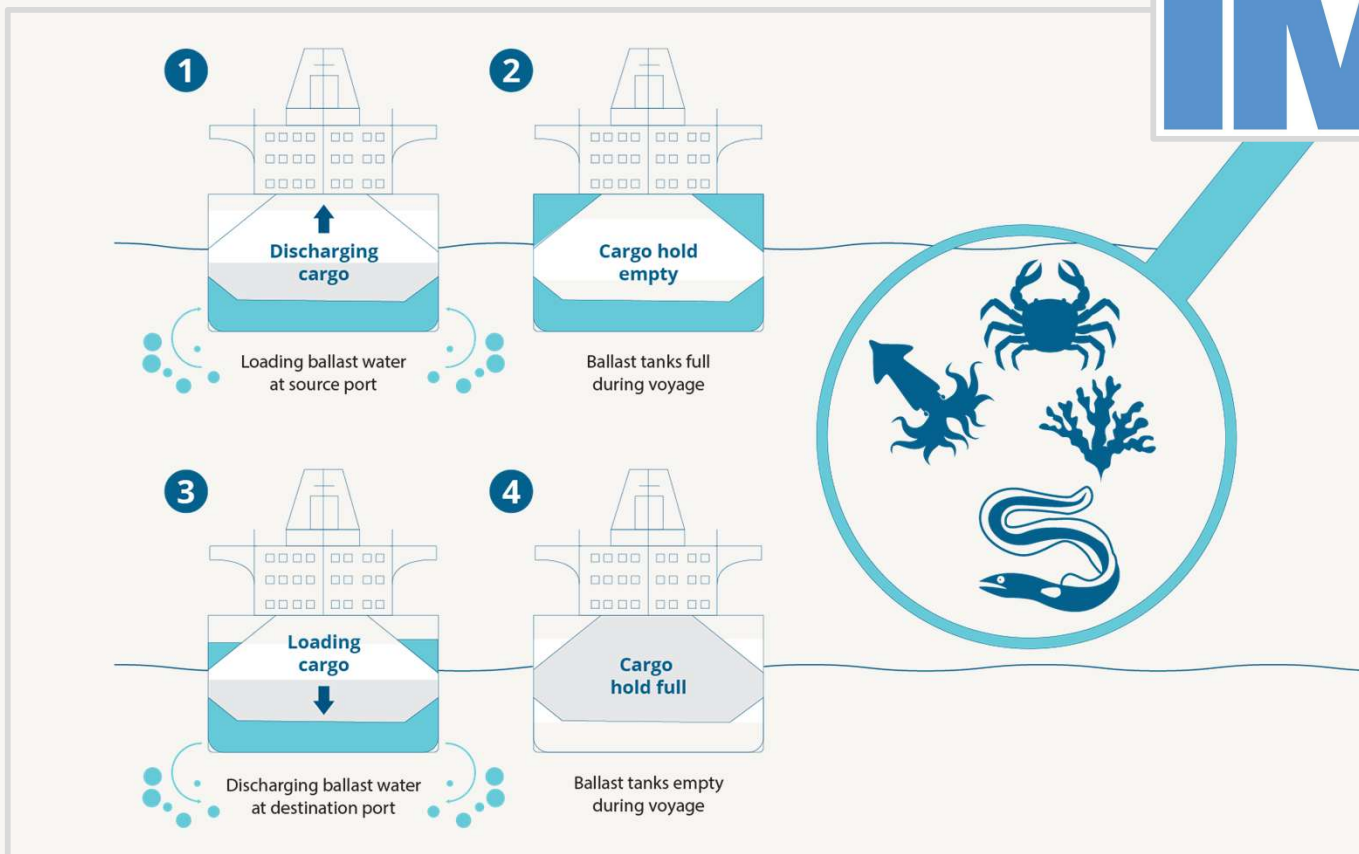 IM
1
2
Discharging
cargo
Cargo hold
empty
Loading ballast water
at source port
Ballast tanks full
during voyage
3
4
Loading
cargo
Cargo
hold full
Discharging ballast water
at destination port
Ballast tanks empty
during voyage